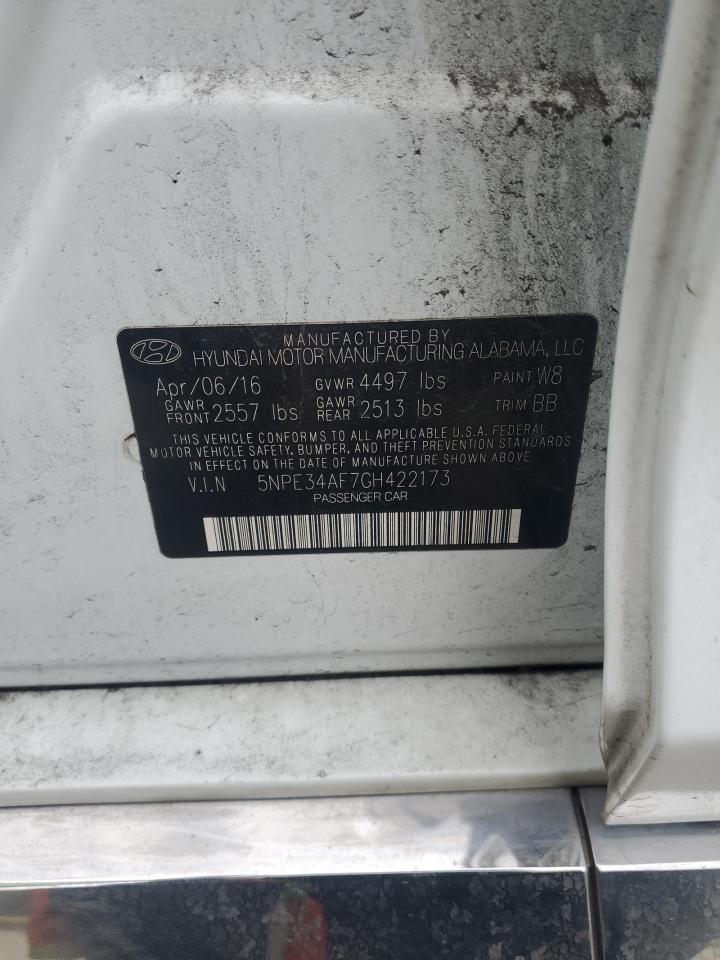 MANUFACTURED BY
HYUNDAI MOTOR MANUFACTURING ALABAMA, LLC
Apr/06/16 GVWR 4497 lbs PAINT W8
GAWR FRONT 2557 lbs GAWR REAR 2513 lbs TRIM BB
THIS VEHICLE CONFORMS TO ALL APPLICABLE U.S.A. FEDERAL
MOTOR VEHICLE SAFETY, BUMPER, AND THEFT PREVENTION STANDARDS
IN EFFECT ON THE DATE OF MANUFACTURE SHOWN ABOVE.
V.I.N 5NPE34AF7GH422173
PASSENGER CAR